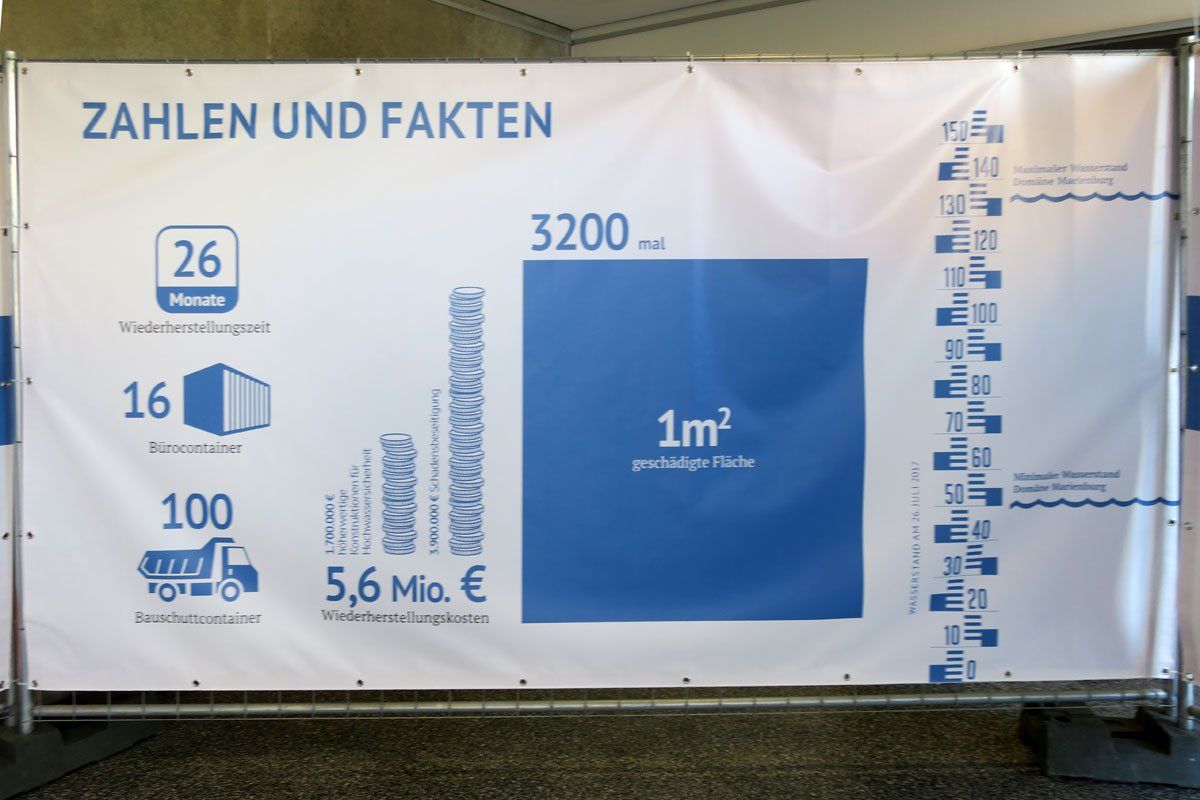 ZAHLEN UND FAKTEN
26
Monate
Wiederherstellungszeit
16
Bürocontainer
100
Bauschuttcontainer
1.700.000 €
höherwertige
Konstruktionen für
Hochwassersicherheit
3.900.000 € Schadensbeseitigung
5,6 Mio. €
Wiederherstellungskosten
3200 mal
1m²
geschädigte Fläche
WASSERSTAND AM 26 JULI 2017
150
140
130
120
110
100
90
80
70
60
50
40
30
20
10
0
Maximaler Wasserstand
Domäne Marienburg
Minimaler Wasserstand
Domäne Marienburg